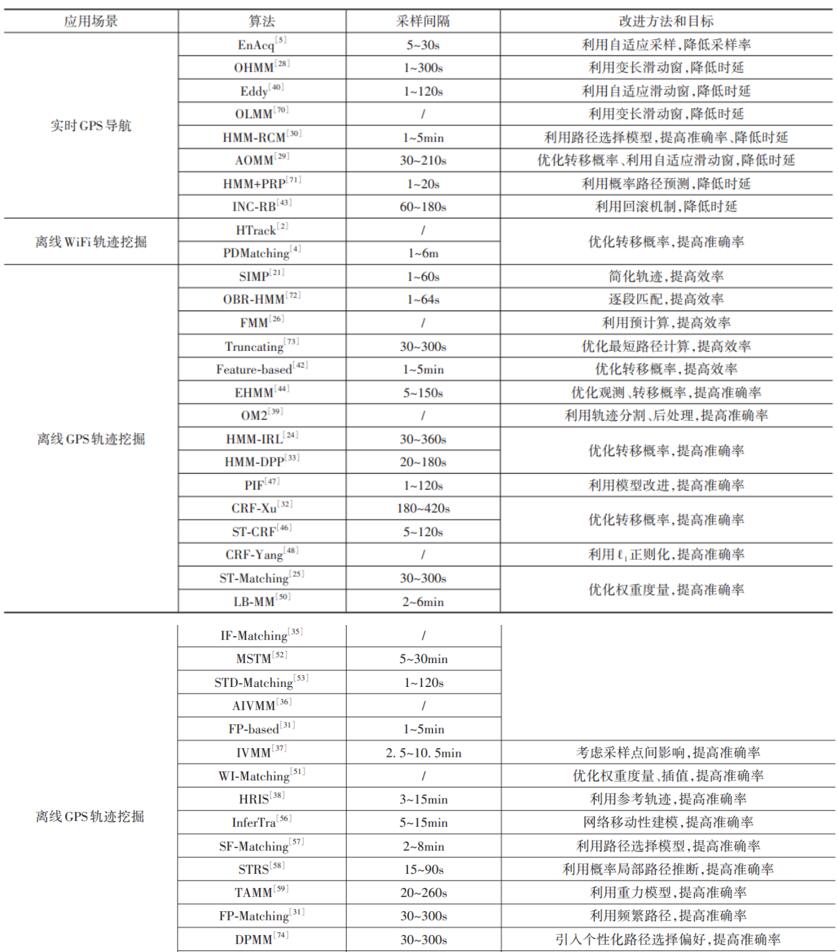 应用场景 算法 采样间隔 改进方法和目标
EnAcq[5] 5~30s 利用自适应采样,降低采样率
OHMM[28] 1~300s 利用变长滑动窗,降低时延
Eddy[40] 1~120s 利用自适应滑动窗,降低时延
OLMM[70] / 利用变长滑动窗,降低时延
实时GPS导航
HMM-RCM[30] 1~5min 利用路径选择模型,提高准确率、降低时延
AOMM[29] 30~210s 优化转移概率、利用自适应滑动窗,降低时延
HMM+PRP[71] 1~20s 利用概率路径预测,降低时延
INC-RB[43] 60~180s 利用回滚机制,降低时延
HTrack[2] /
离线WiFi轨迹挖掘 优化转移概率,提高准确率
PDMatching[4] 1~6m
SIMP[21] 1~60s 简化轨迹,提高效率
OBR-HMM[72] 1~64s 逐段匹配,提高效率
FMM[26] / 利用预计算,提高效率
Truncating[73] 30~300s 优化最短路径计算,提高效率
Feature-based[42] 1~5min 优化转移概率,提高效率
EHMM[44] 5~150s 优化观测、转移概率,提高准确率
OM2[39] / 利用轨迹分割、后处理,提高准确率
离线GPS轨迹挖掘 HMM-IRL[24] 30~360s
优化转移概率,提高准确率
HMM-DPP[33] 20~180s
PIF[47] 1~120s 利用模型改进,提高准确率
CRF-Xu[32] 180~420s
优化转移概率,提高准确率
ST-CRF[46] 5~120s
CRF-Yang[48] / 利用ℓ1正则化,提高准确率
ST-Matching[25] 30~300s
优化权重度量,提高准确率
LB-MM[50] 2~6min
IF-Matching[35] /
MSTM[52] 5~30min
STD-Matching[53] 1~120s
AIVMM[36] /
FP-based[31] 1~5min
IVMM[37] 2.5~10.5min 考虑采样点间影响,提高准确率
WI-Matching[51] / 优化权重度量、插值,提高准确率
HRIS[38] 3~15min 利用参考轨迹,提高准确率
离线GPS轨迹挖掘
InferTra[56] 5~15min 网络移动性建模,提高准确率
SF-Matching[57] 2~8min 利用路径选择模型,提高准确率
STRS[58] 15~90s 利用概率局部路径推断,提高准确率
TAMM[59] 20~260s 利用重力模型,提高准确率
FP-Matching[31] 30~300s 利用频繁路径,提高准确率
DPMM[74] 30~300s 引入个性化路径选择偏好,提高准确率